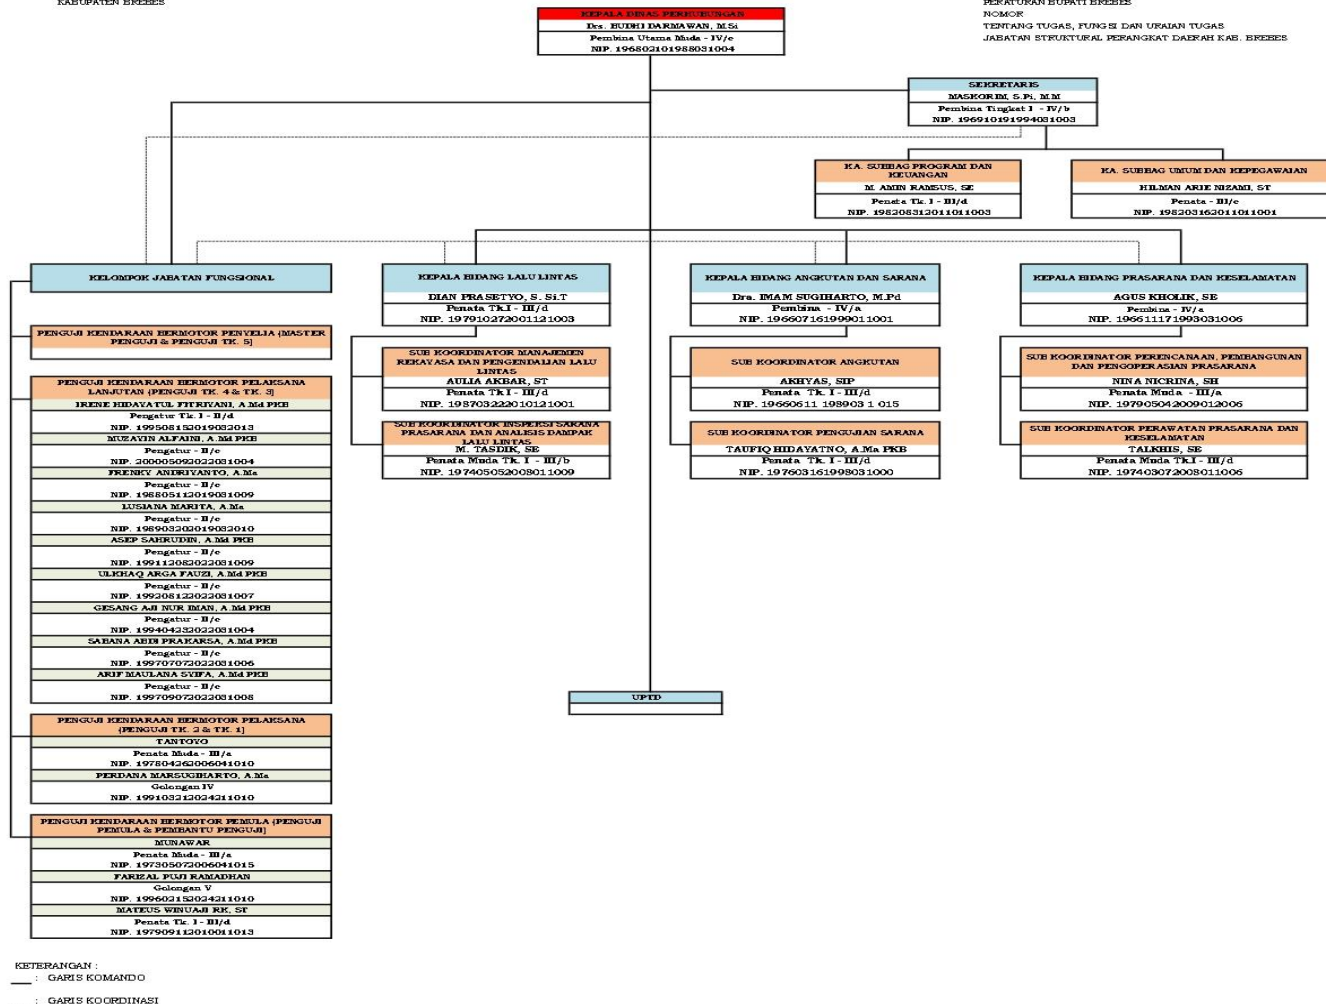 KABUPATEN BREBES
PERATURAN BUPATI BREBES
NOMOR
TENTANG TUGAS, FUNGSI DAN URAIAN TUGAS
JABATAN STRUKTURAL PERANGKAT DAERAH KAB. BREBES
KEPALA DINAS PERHUBUNGAN
Drs. BUDHI DARMAWAN, M.Si
Pembina Utama Muda - IV/c
NIP. 196802101988031004
SEKRETARIS
MASKORIM, S.Pi, M.M
Pembina Tingkat I - IV/b
NIP. 196910191994031003
KA. SUBBAG PROGRAM DAN
KEUANGAN
M. AMIN RAMSUS, SE
Penata Tk. I - III/d
NIP. 198208312011011003
KA. SUBBAG UMUM DAN KEPEGAWAIAN
HILMAN ARIE NIZAMI, ST
Penata - III/c
NIP. 198203162011011001
KELOMPOK JABATAN FUNGSIONAL
PENGUJI KENDARAAN BERMOTOR PENYELIA {MASTER
PENGUJI & PENGUJI TK. 5]
PENGUJI KENDARAAN BERMOTOR PELAKSANA
LANJUTAN {PENGUJI TK. 4 & TK. 3]
IRENE HIDAYATUL FITRIYANI, A.Md PKB
Pengatur Tk. I - II/d
NIP. 199508152019082013
MUZAYIN ALFAINI, A.Md PKB
Pengatur - II/c
NIP. 200005092022031004
FRENKY ANDRIYANTO, A.Ma
Pengatur - II/c
NIP. 198805112019031009
LUSIANA MARITA, A.Ma
Pengatur - II/c
NIP. 198903202019032010
ASEP SAHRUDIN, A.Md PKB
Pengatur - II/c
NIP. 199112082022031009
ULKHAQ ARGA FAUZI, A.Md PKB
Pengatur - II/c
NIP. 199208122022031007
GESANG AJI NUR IMAN, A.Md PKB
Pengatur - II/c
NIP. 199404232022031004
SABANA ABDI PRAKARSA, A.Md PKB
Pengatur - II/c
NIP. 199707072022031006
ARIF MAULANA SYIFA, A.Md PKB
Pengatur - II/c
NIP. 199709072022031008
PENGUJI KENDARAAN BERMOTOR PELAKSANA
{PENGUJI TK. 2 & TK. 1]
TANTOYO
Penata Muda - III/a
NIP. 197804262006041010
PERDANA MARSUGIHARTO, A.Ma
Golongan IV
NIP. 199103212024211010
PENGUJI KENDARAAN BERMOTOR PEMULA {PENGUJI
PEMULA & PEMBANTU PENGUJI]
MUNAWAR
Penata Muda - III/a
NIP. 197305072006041015
FARIZAL PUJI RAMADHAN
Golongan V
NIP. 199602152024211010
MATEUS WINUAJI RK, ST
Penata Tk. I - III/d
NIP. 197909112010011013
KEPALA BIDANG LALU LINTAS
DIAN PRASETYO, S. Si.T
Penata Tk.I - III/d
NIP. 197910272001121003
SUB KOORDINATOR MANAJEMEN
REKAYASA DAN PENGENDALIAN LALU
LINTAS
AULIA AKBAR, ST
Penata Tk.I - III/d
NIP. 198703222010121001
SUB KOORDINATOR INSPEKSI SARANA
PRASARANA DAN ANALISIS DAMPAK
LALU LINTAS
M. TASDIK, SE
Penata Muda Tk. I - III/b
NIP. 197405052008011009
KEPALA BIDANG ANGKUTAN DAN SARANA
Dra. IMAM SUGIHARTO, M.Pd
Pembina - IV/a
NIP. 196607161999011001
SUB KOORDINATOR ANGKUTAN
AKHYAS, SIP
Penata Tk. I - III/d
NIP. 19660611 198903 1 015
SUB KOORDINATOR PENGUJIAN SARANA
TAUFIQ HIDAYATNO, A.Ma PKB
Penata Tk. I - III/d
NIP. 197603161998031000
KEPALA BIDANG PRASARANA DAN KESELAMATAN
AGUS KHOLIK, SE
Pembina - IV/a
NIP. 196611171993031006
SUB KOORDINATOR PERENCANAAN, PEMBANGUNAN
DAN PENGOPERASIAN PRASARANA
NINA NICRINA, SH
Penata Muda - III/a
NIP. 197905042009012006
SUB KOORDINATOR PERAWATAN PRASARANA DAN
KESELAMATAN
TALKHIS, SE
Penata Muda Tk.I - III/d
NIP. 197403072008011006
UPTD
KETERANGAN :
: GARIS KOMANDO
: GARIS KOORDINASI